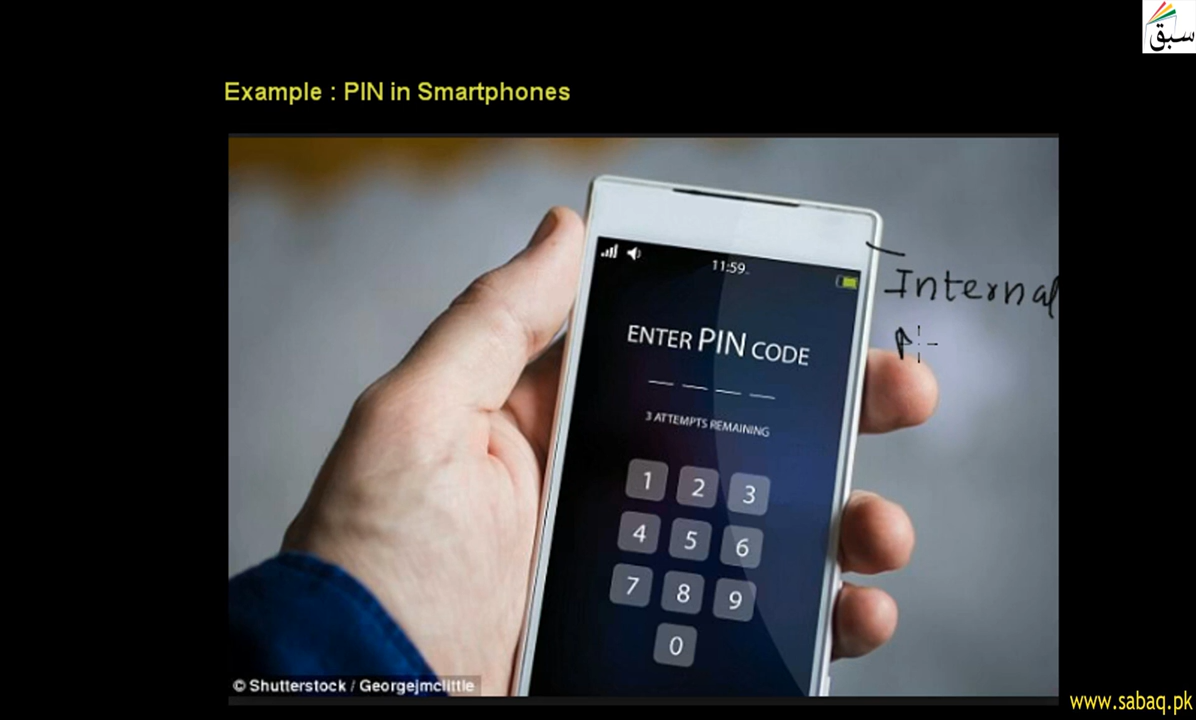 سبق
Example : PIN in Smartphones
11:59
ENTER PIN CODE
3 ATTEMPTS REMAINING
1 2 3
4 5 6
7 8 9
0
Internal
© Shutterstock / Georgejmclittle
www.sabaq.pk